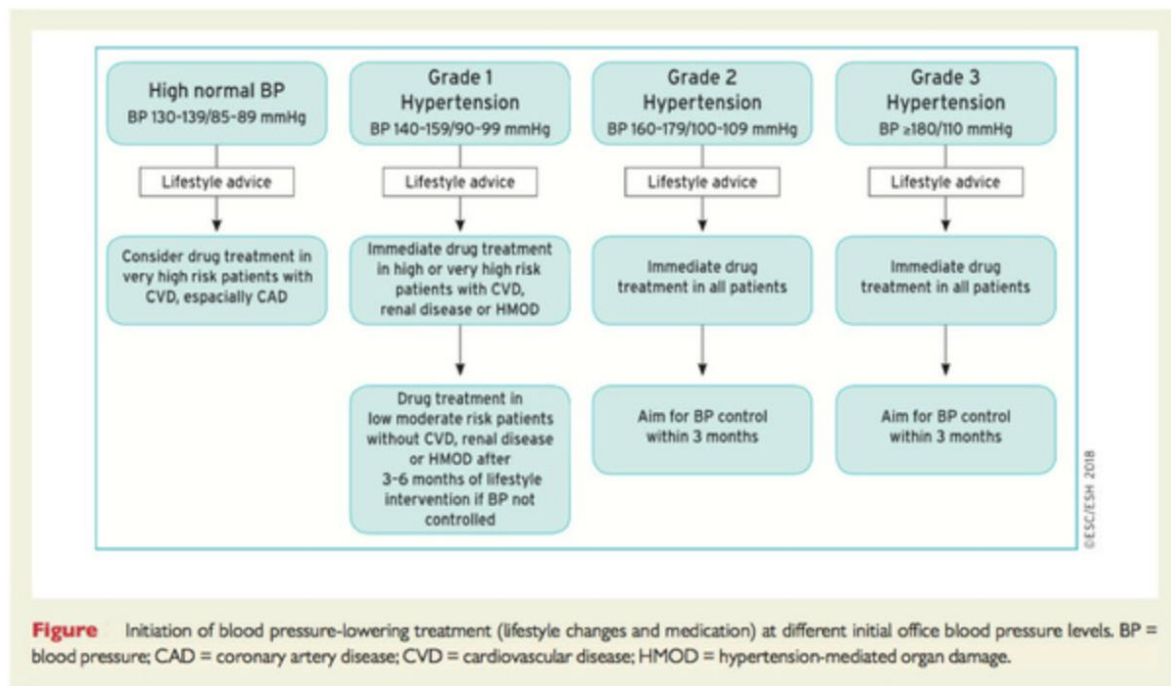 High normal BP
BP 130-139/85-89 mmHg
Grade 1
Hypertension
BP 140-159/90-99 mmHg
Grade 2
Hypertension
BP 160-179/100-109 mmHg
Grade 3
Hypertension
BP ≥180/110 mmHg
Lifestyle advice
Lifestyle advice
Lifestyle advice
Lifestyle advice
Consider drug treatment in
very high risk patients with
CVD, espacially CAD
Immediate drug treatment
in high or very high risk
patients with CVD,
renal disease or HMOD
Immediate drug
treatment in all patients
Immediate drug
treatment in all patients
Drug treatment in
low moderate risk patients
without CVD, renal disease
or HMOD after
3-6 months of lifestyle
intervention if BP not
controlled
Aim for BP control
within 3 months
Aim for BP control
within 3 months
©ESC/ESH 2018
Figure Initiation of blood pressure-lowering treatment (lifestyle changes and medication) at different initial office blood pressure levels. BP =
blood pressure; CAD = coronary artery disease; CVD = cardiovascular disease; HMOD = hypertension-mediated organ damage.